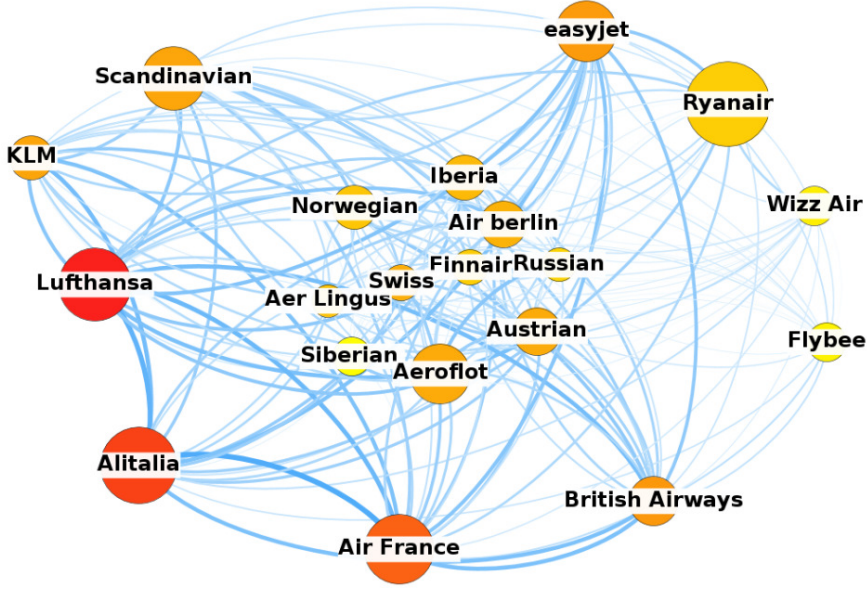 easyjet
Scandinavian
Ryanair
KLM
Iberia
Norwegian
Wizz Air
Air berlin
Finnair
Russian
Lufthansa
Swiss
Aer Lingus
Austrian
Siberian
Flybee
Aeroflot
Alitalia
British Airways
Air France